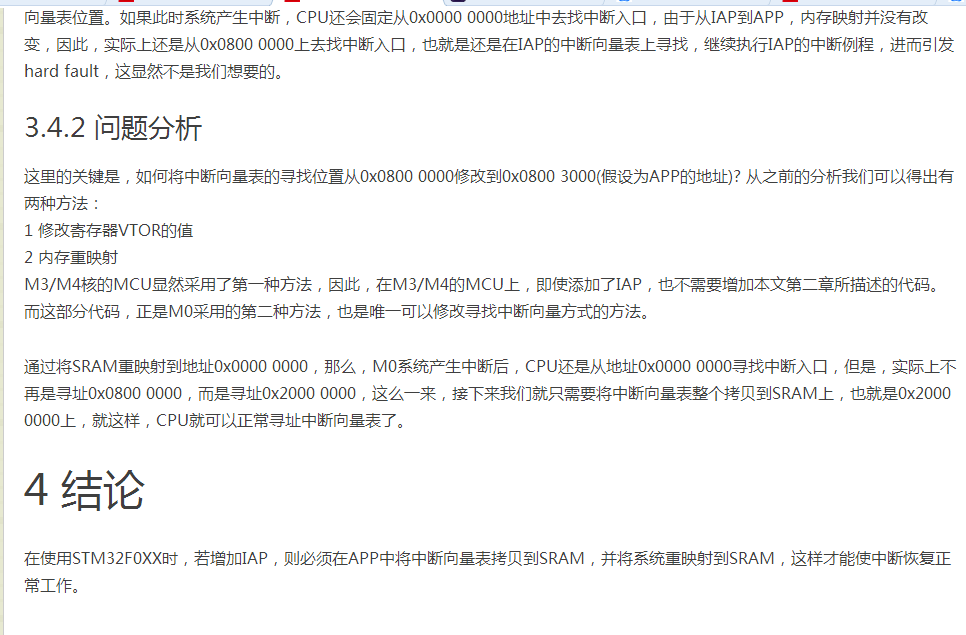 向量表位置。如果此时系统产生中断，CPU还会固定从0x0000 0000地址中去找中断入口，由于从IAP到APP，内存映射并没有改
变，因此，实际上还是从0x0800 0000上去找中断入口，也就是还是在IAP的中断向量表上寻找，继续执行IAP的中断例程，进而引发
hard fault，这显然不是我们想要的。
3.4.2 问题分析
这里的关键是，如何将中断向量表的寻找位置从0x0800 0000修改到0x0800 3000(假设为APP的地址)? 从之前的分析我们可以得出有
两种方法：
1 修改寄存器VTOR的值
2 内存重映射
M3/M4核的MCU显然采用了第一种方法，因此，在M3/M4的MCU上，即使添加了IAP，也不需要增加本文第二章所描述的代码。
而这部分代码，正是M0采用的第二种方法，也是唯一可以修改寻找中断向量方式的方法。
通过将SRAM重映射到地址0x0000 0000，那么，M0系统产生中断后，CPU还是从地址0x0000 0000寻找中断入口，但是，实际上不
再是寻址0x0800 0000，而是寻址0x2000 0000，这么一来，接下来我们就只需要将中断向量表整个拷贝到SRAM上，也就是0x2000
0000上，就这样，CPU就可以正常寻址中断向量表了。
4 结论
在使用STM32F0XX时，若增加IAP，则必须在APP中将中断向量表拷贝到SRAM，并将系统重映射到SRAM，这样才能使中断恢复正
常工作。